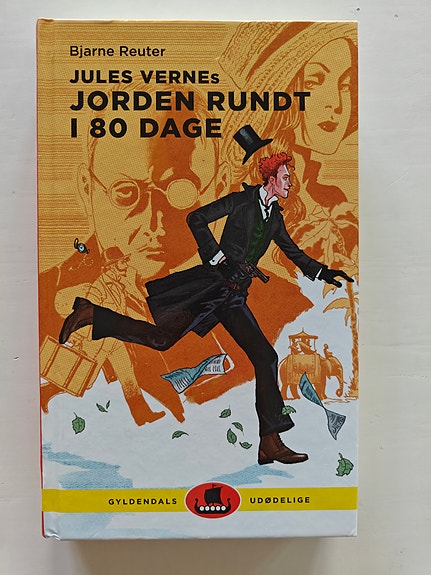 Bjarne Reuter
JULES VERNEs
JORDEN RUNDT
I 80 DAGE
GYLDENDALS UDØDELIGE